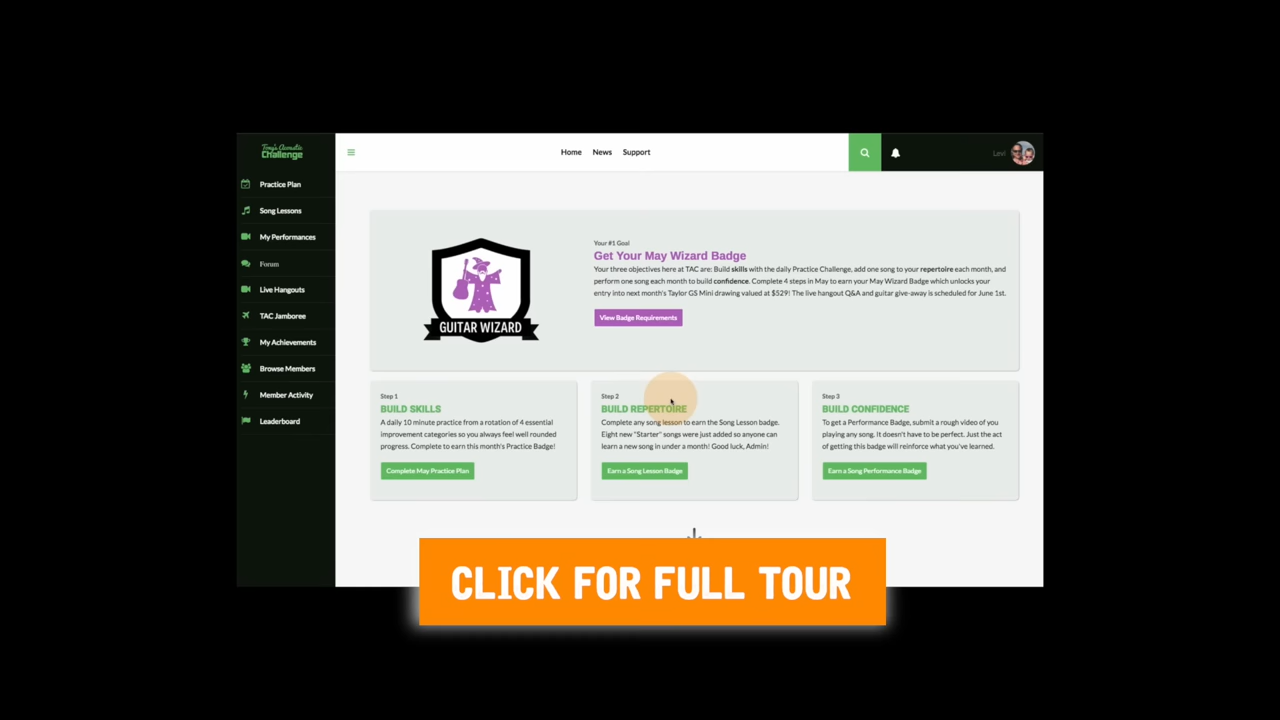 Tony's Acoustic
Challenge
Home News Support
Levi
Practice Plan
Song Lessons
My Performances
Forum
Live Hangouts
TAC Jamboree
My Achievements
Browse Members
Member Activity
Leaderboard
GUITAR WIZARD
Your #1 Goal
Get Your May Wizard Badge
Your three objectives here at TAC are: Build skills with the daily Practice Challenge, add one song to your repertoire each month, and
perform one song each month to build confidence. Complete 4 steps in May to earn your May Wizard Badge which unlocks your
entry into next month's Taylor GS Mini drawing valued at $529! The live hangout Q&A and guitar give-away is scheduled for June 1st.
View Badge Requirements
Step 1
BUILD SKILLS
A daily 10 minute practice from a rotation of 4 essential
improvement categories so you always feel well rounded
progress. Complete to earn this month's Practice Badge!
Complete May Practice Plan
Step 2
BUILD REPERTOIRE
Complete any song lesson to earn the Song Lesson badge.
Eight new "Starter" songs were just added so anyone can
learn a new song in under a month! Good luck, Admin!
Earn a Song Lesson Badge
Step 3
BUILD CONFIDENCE
To get a Performance Badge, submit a rough video of you
playing any song. It doesn't have to be perfect. Just the act
of getting this badge will reinforce what you've learned.
Earn a Song Performance Badge
CLICK FOR FULL TOUR